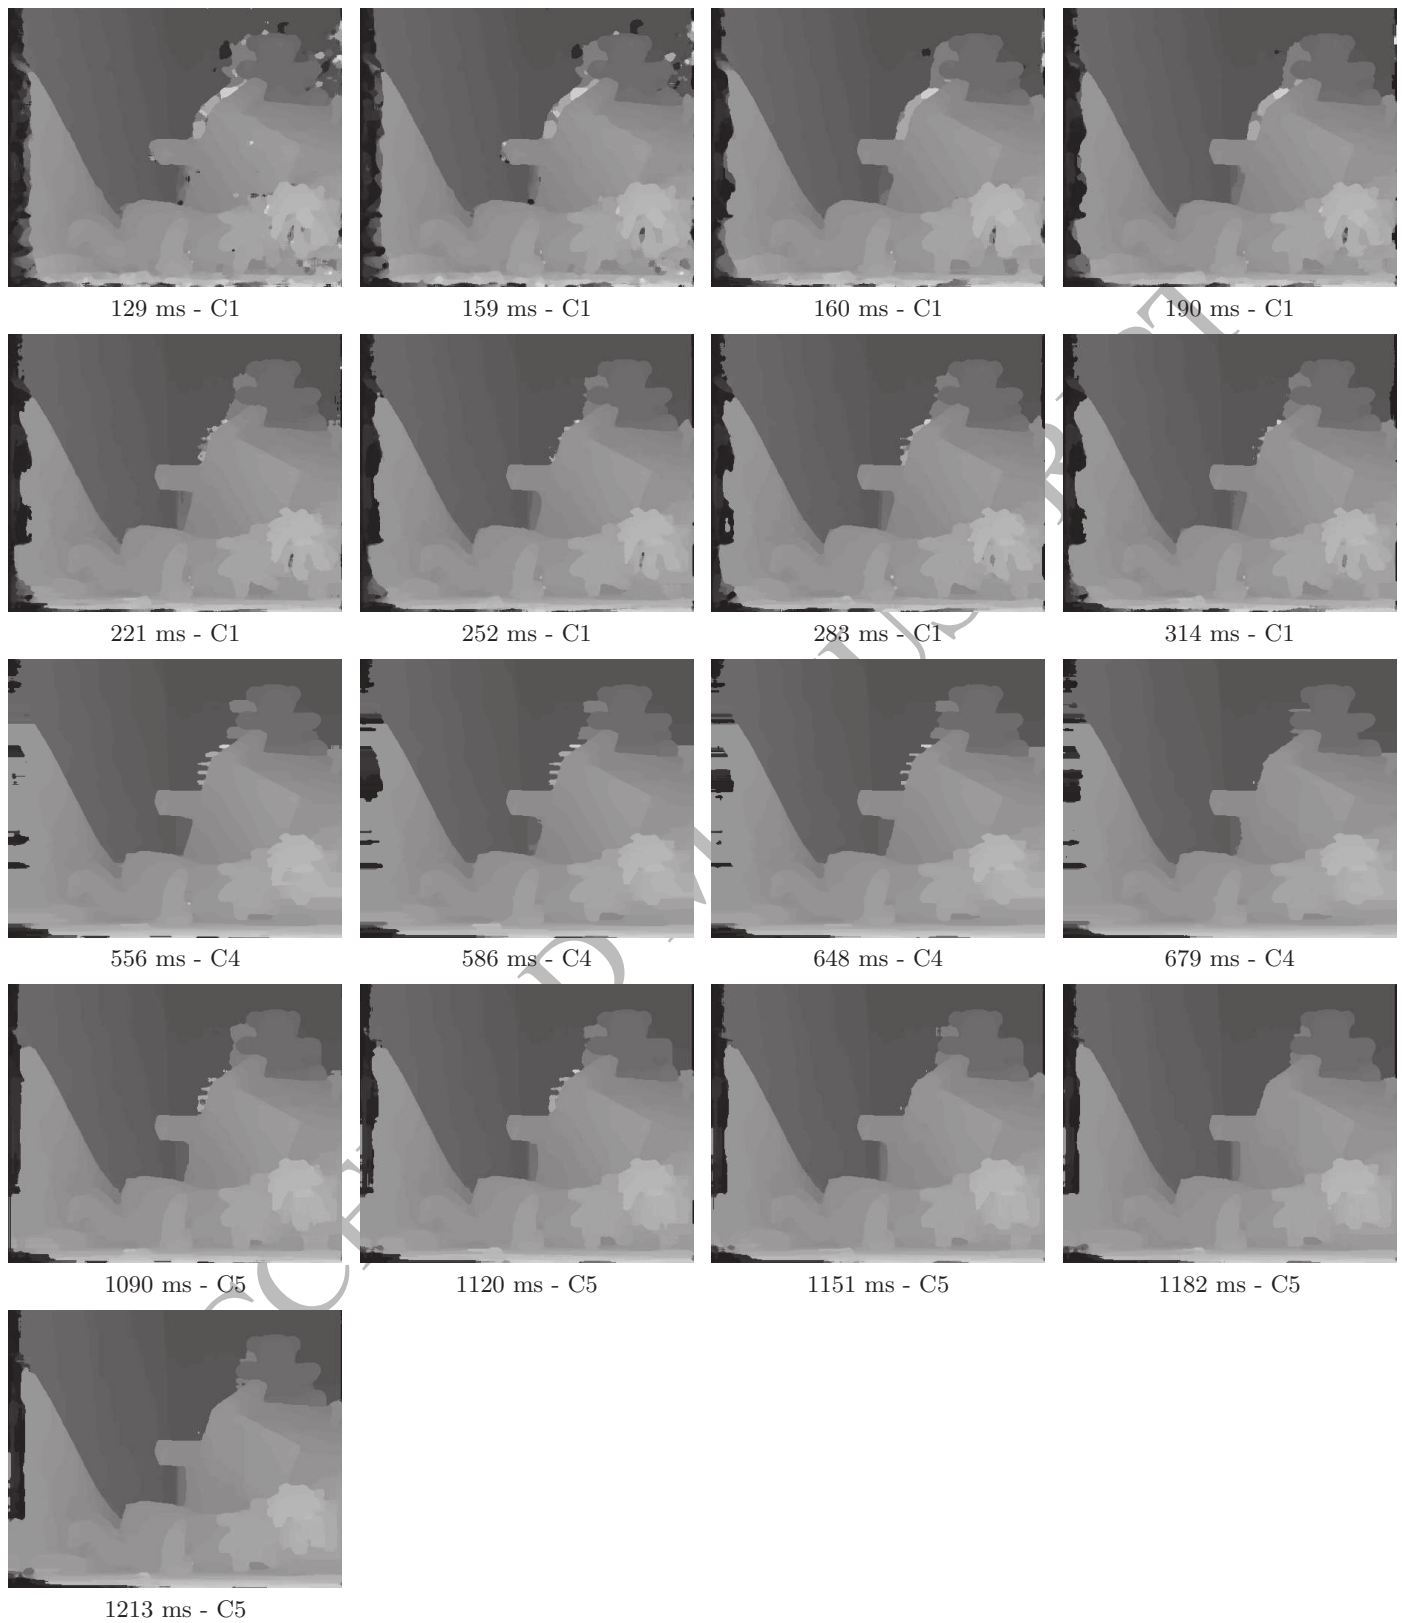 129 ms - C1
159 ms - C1
160 ms - C1
190 ms - C1
221 ms - C1
252 ms - C1
283 ms - C1
314 ms - C1
556 ms - C4
586 ms - C4
648 ms - C4
679 ms - C4
1090 ms - C5
1120 ms - C5
1151 ms - C5
1182 ms - C5
1213 ms - C5